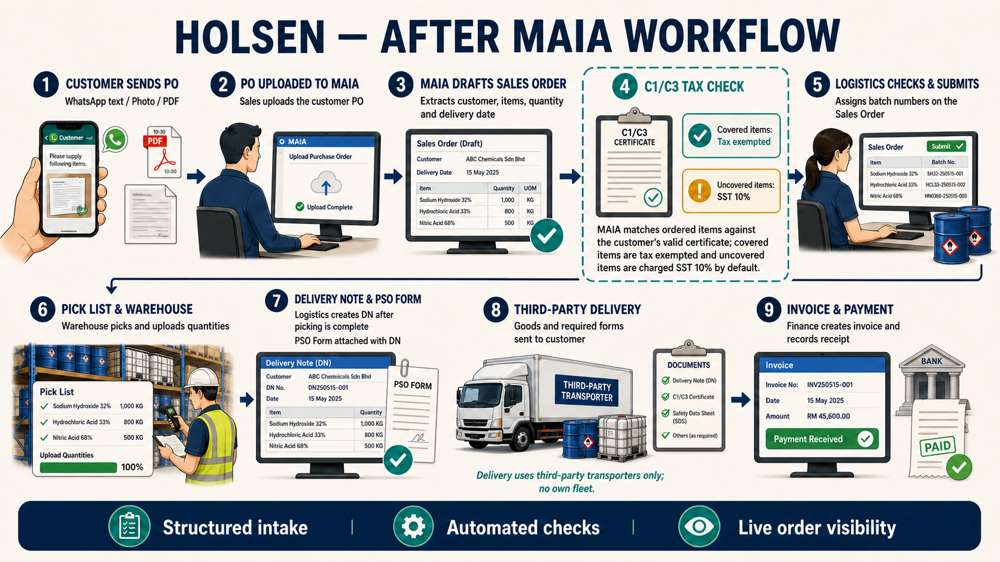 HOLSEN — AFTER MAIA WORKFLOW
1 CUSTOMER SENDS PO
WhatsApp text / Photo / PDF
Customer
Please supply
following items.
10:30
PDF
10:30
2 PO UPLOADED TO MAIA
Sales uploads the customer PO
MAIA
Upload Purchase Order
Upload Complete
3 MAIA DRAFTS SALES ORDER
Extracts customer, items, quantity
and delivery date
Sales Order (Draft)
Customer ABC Chemicals Sdn Bhd
Delivery Date 15 May 2025
Item Quantity UOM
Sodium Hydroxide 32% 1,000 KG
Hydrochloric Acid 33% 800 KG
Nitric Acid 68% 500 KG
4 C1/C3 TAX CHECK
C1/C3
CERTIFICATE
Covered items:
Tax exempted
Uncovered items:
SST 10%
MAIA matches ordered items against
the customer's valid certificate; covered
items are tax exempted and uncovered
items are charged SST 10% by default.
5 LOGISTICS CHECKS & SUBMITS
Assigns batch numbers on the
Sales Order
Sales Order Submit
Item Batch No.
Sodium Hydroxide 32% SH32-250515-001
Hydrochloric Acid 33% HCL33-250515-002
Nitric Acid 68% HN0368-250515-003
6 PICK LIST & WAREHOUSE
Warehouse picks and uploads quantities
Pick List
Sodium Hydroxide 32% 1,000 KG
Hydrochloric Acid 33% 800 KG
Nitric Acid 68% 500 KG
Upload Quantities
100%
7 DELIVERY NOTE & PSO FORM
Logistics creates DN after
picking is complete
PSO Form attached with DN
Delivery Note (DN)
Customer ABC Chemicals Sdn Bhd
DN No. DN250515-001
Date 15 May 2025
Item Quantity
Sodium Hydroxide 32% 1,000 KG
Hydrochloric Acid 33% 800 KG
Nitric Acid 68% 500 KG
PSO FORM
8 THIRD-PARTY DELIVERY
Goods and required forms
sent to customer
THIRD-PARTY
TRANSPORTER
DOCUMENTS
Delivery Note (DN)
C1/C3 Certificate
Safety Data Sheet
(SDS)
Others (as required)
Delivery uses third-party transporters only;
no own fleet.
9 INVOICE & PAYMENT
Finance creates invoice and
records receipt
Invoice
Invoice No: INV250515-001
Date 15 May 2025
Amount RM 45,600.00
Payment Received
BANK
PAID
Structured intake
Automated checks
Live order visibility